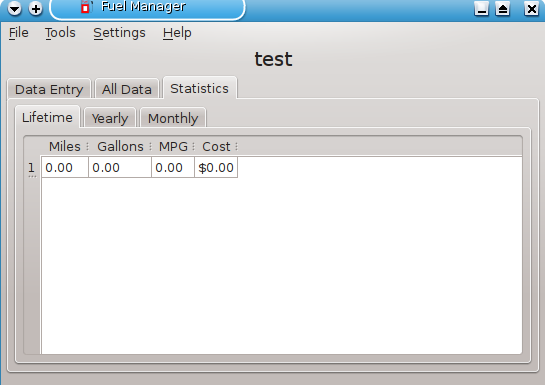 Fuel Manager
File Tools Settings Help
test
Data Entry All Data Statistics
Lifetime Yearly Monthly
Miles Gallons MPG Cost
1 0.00 0.00 0.00 $0.00